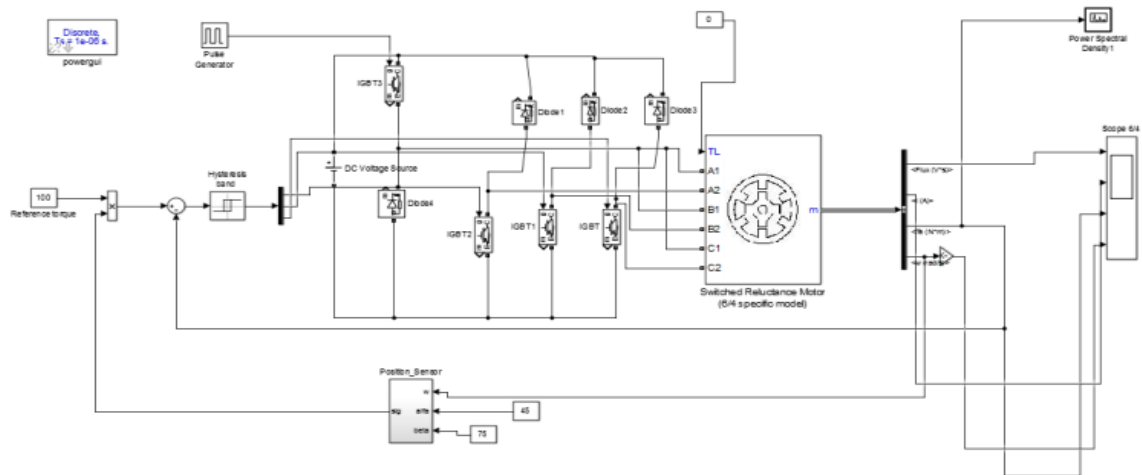 Discrete,
Ts = 1e-06 s.
powergui
Pulse
Generator
0
Power Spectral
Density1
IGBT3
Diode1
Diode2
Diode3
Scope 6/4
TL
DC Voltage Source
Hysteresis
band
A1
A2
B1
B2
C1
C2
m
100
Reference torque
Diode4
IGBT2
IGBT1
IGBT
<Te (N*m)>
Switched Reluctance Motor
(6/4 specific model)
Position_Sensor
w
sig
alfa
beta
45
75